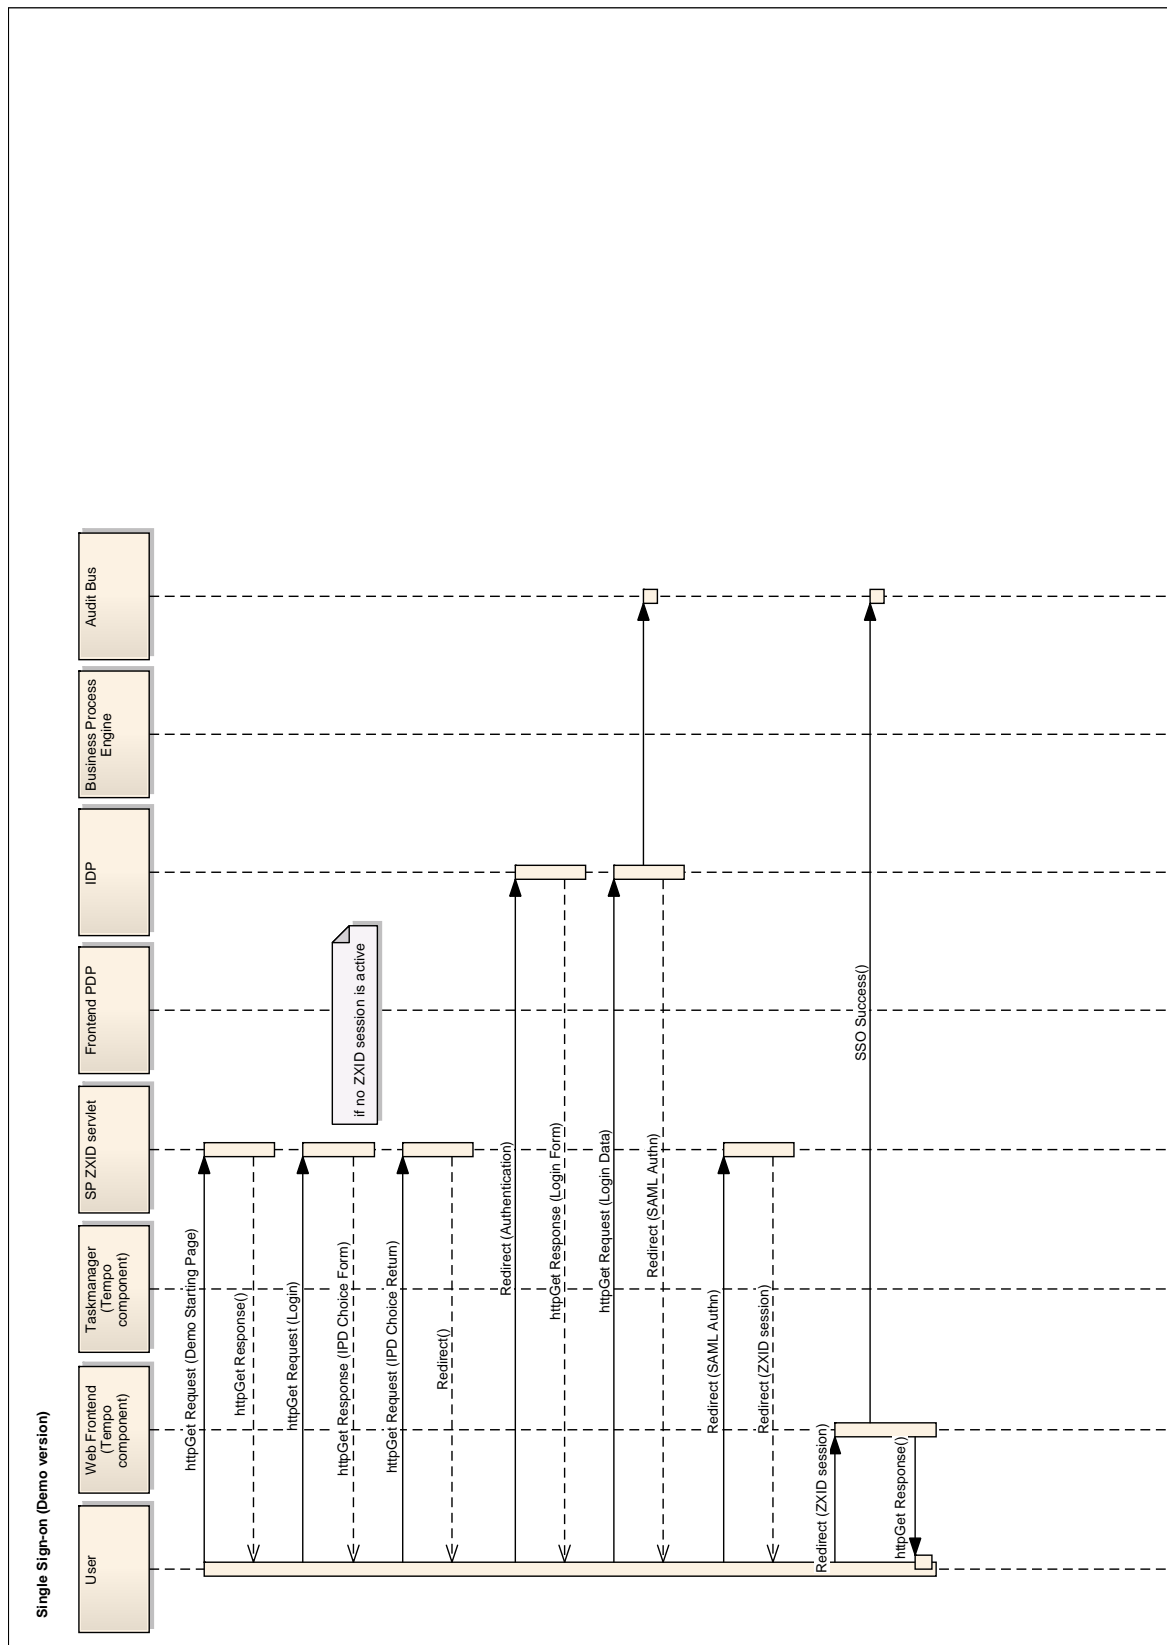 Single Sign-on (Demo version)
User
Web Frontend
(Tempo
component)
Taskmanager
(Tempo
component)
SP ZXID servlet
Frontend PDP
IDP
Business Process
Engine
Audit Bus
httpGet Request (Demo Starting Page)
httpGet Response()
httpGet Request (Login)
if no ZXID session is active
httpGet Response (IPD Choice Form)
httpGet Request (IPD Choice Return)
Redirect()
Redirect (Authentication)
httpGet Response (Login Form)
httpGet Request (Login Data)
Redirect (SAML Authn)
Redirect (SAML Authn)
Redirect (ZXID session)
Redirect (ZXID session)
SSO Success()
httpGet Response()